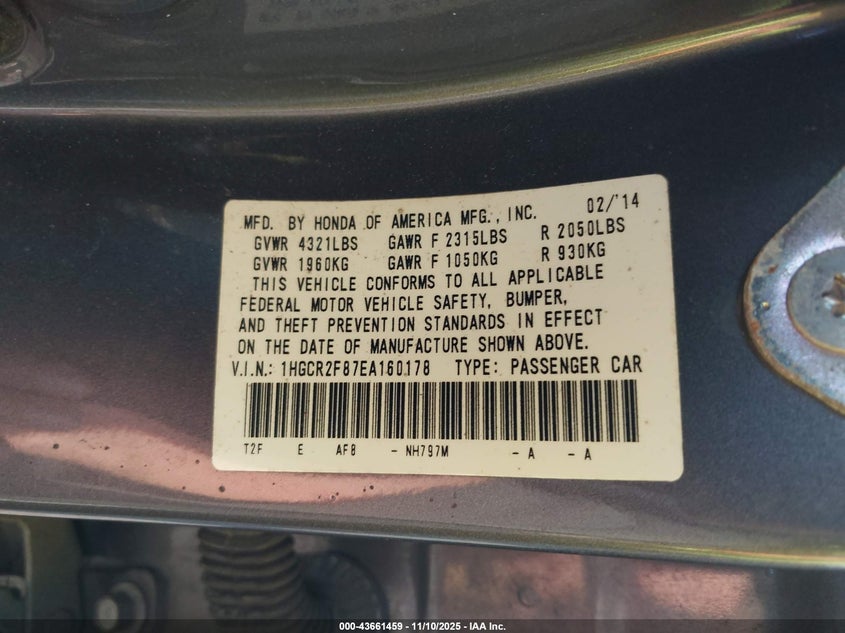 MFD. BY HONDA OF AMERICA MFG., INC. 02/'14
GVWR 4321LBS GAWR F 2315LBS R 2050LBS
GVWR 1960KG GAWR F 1050KG R 930KG
THIS VEHICLE CONFORMS TO ALL APPLICABLE
FEDERAL MOTOR VEHICLE SAFETY, BUMPER,
AND THEFT PREVENTION STANDARDS IN EFFECT
ON THE DATE OF MANUFACTURE SHOWN ABOVE.
V.I.N.: 1HGCR2F87EA160178 TYPE: PASSENGER CAR
T2F E AF8 - NH797M - A - A
000-43661459 - 11/10/2025 - IAA Inc.